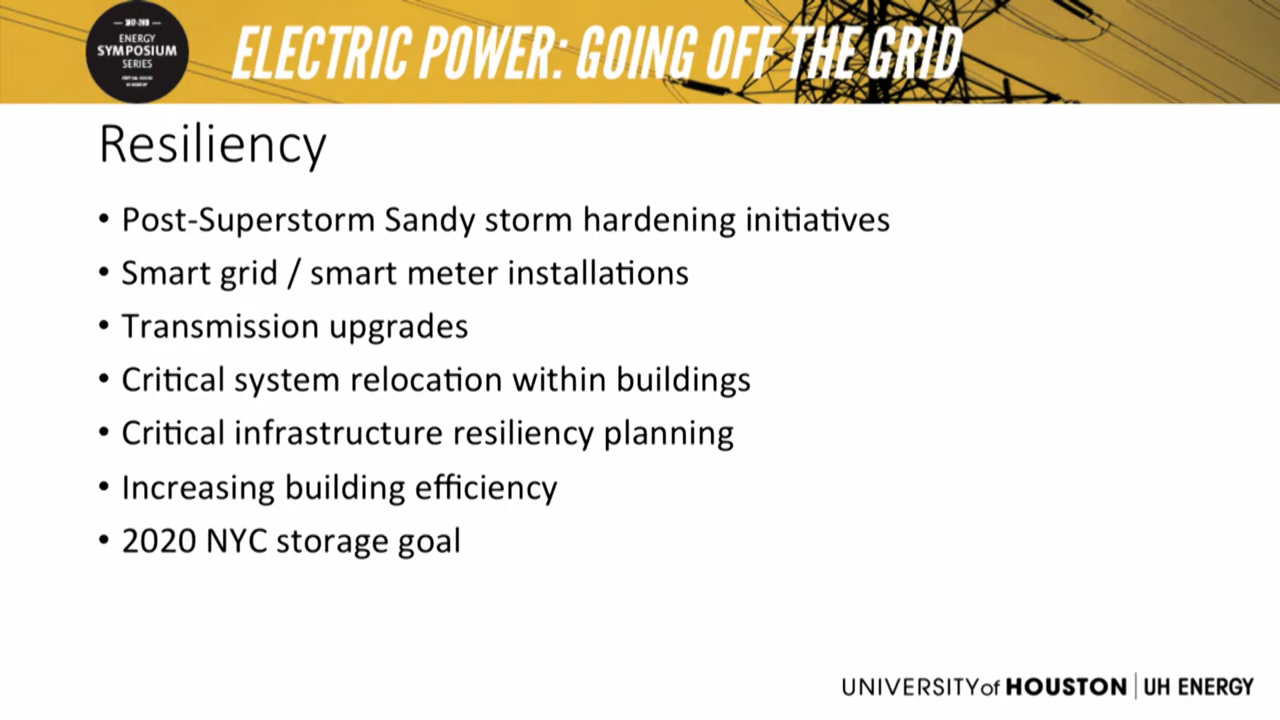 2017-2018
ENERGY
SYMPOSIUM
SERIES
ELECTRIC POWER: GOING OFF THE GRID
Resiliency
• Post-Superstorm Sandy storm hardening initiatives
• Smart grid / smart meter installations
• Transmission upgrades
• Critical system relocation within buildings
• Critical infrastructure resiliency planning
• Increasing building efficiency
• 2020 NYC storage goal
UNIVERSITY of HOUSTON | UH ENERGY